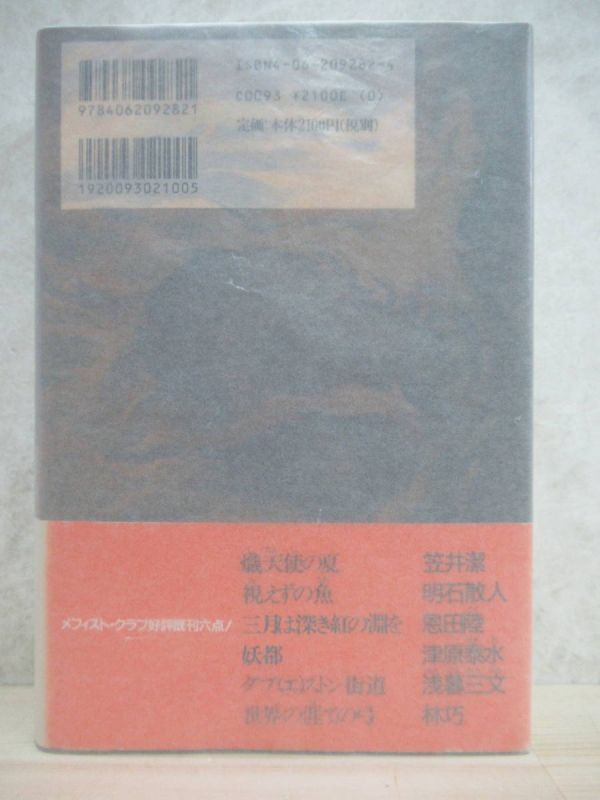 ISBN4-06-209282-4
C0093 ¥2100E (0)
定価:本体2100円(税別)
9784062092821
1920093021005
メフィスト・クラブ好評既刊六点!
熾天使の夏 笠井潔
視えずの魚 明石散人
三月は深き紅の淵を 恩田陸
妖都 津原泰水
ダブ(エ)ストン街道 浅暮三文
世界の涯ての弓 林巧